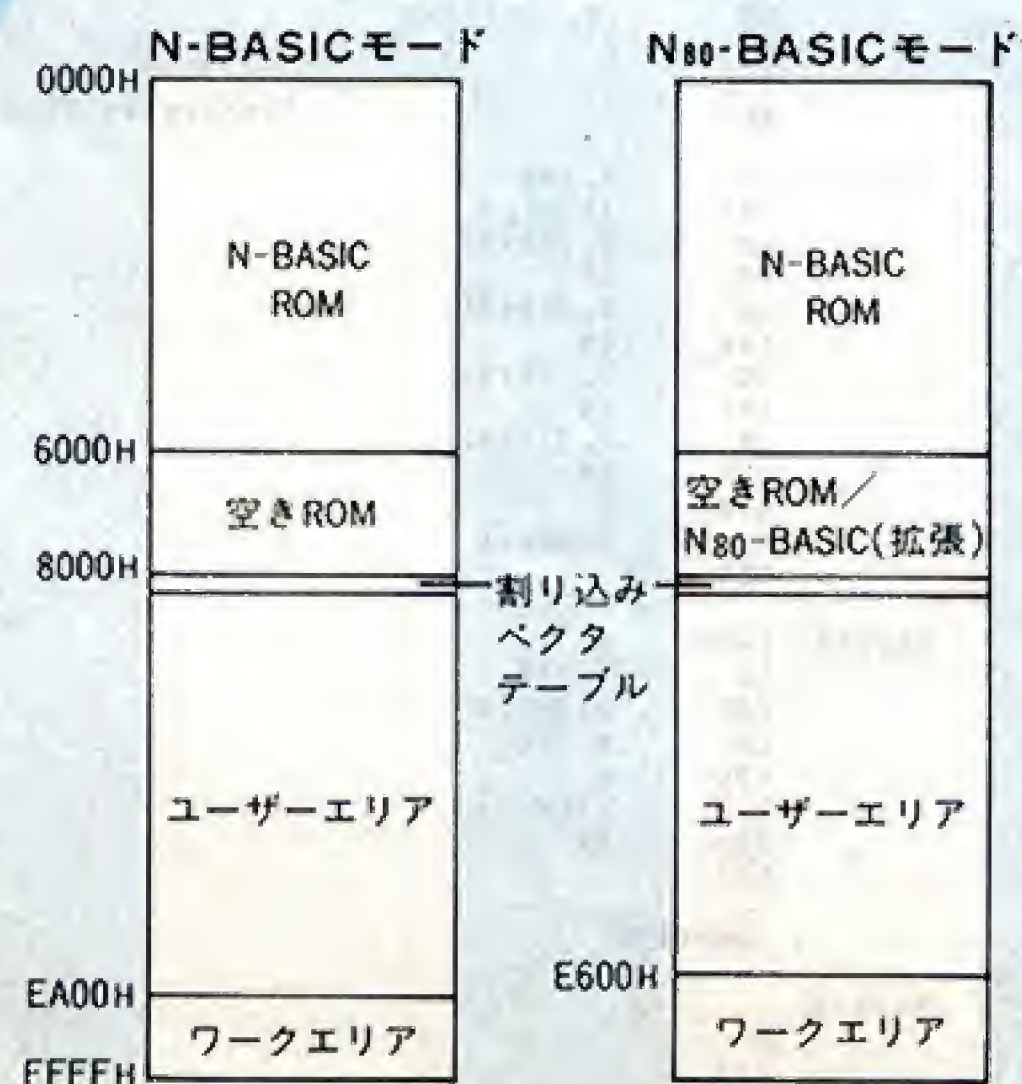 N-BASICモード
0000H
N-BASIC
ROM
6000H
空きROM
8000H
ユーザーエリア
EA00H
ワークエリア
FFFFH
割り込み
ベクタ
テーブル
N80-BASICモード
N-BASIC
ROM
空きROM／
N80-BASIC(拡張)
ユーザーエリア
E600H
ワークエリア